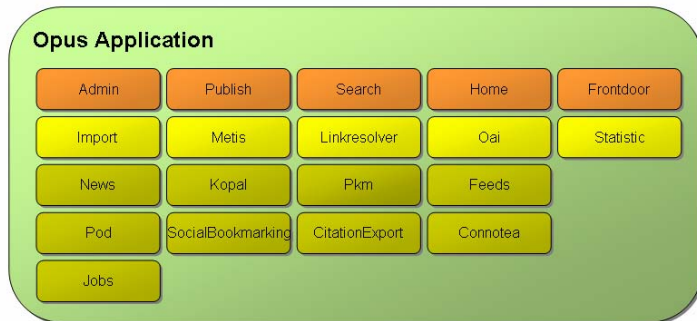 Opus Application
Admin Publish Search Home Frontdoor
Import Metis Linkresolver Oai Statistic
News Kopal Pkm Feeds
Pod SocialBookmarking CitationExport Connotea
Jobs